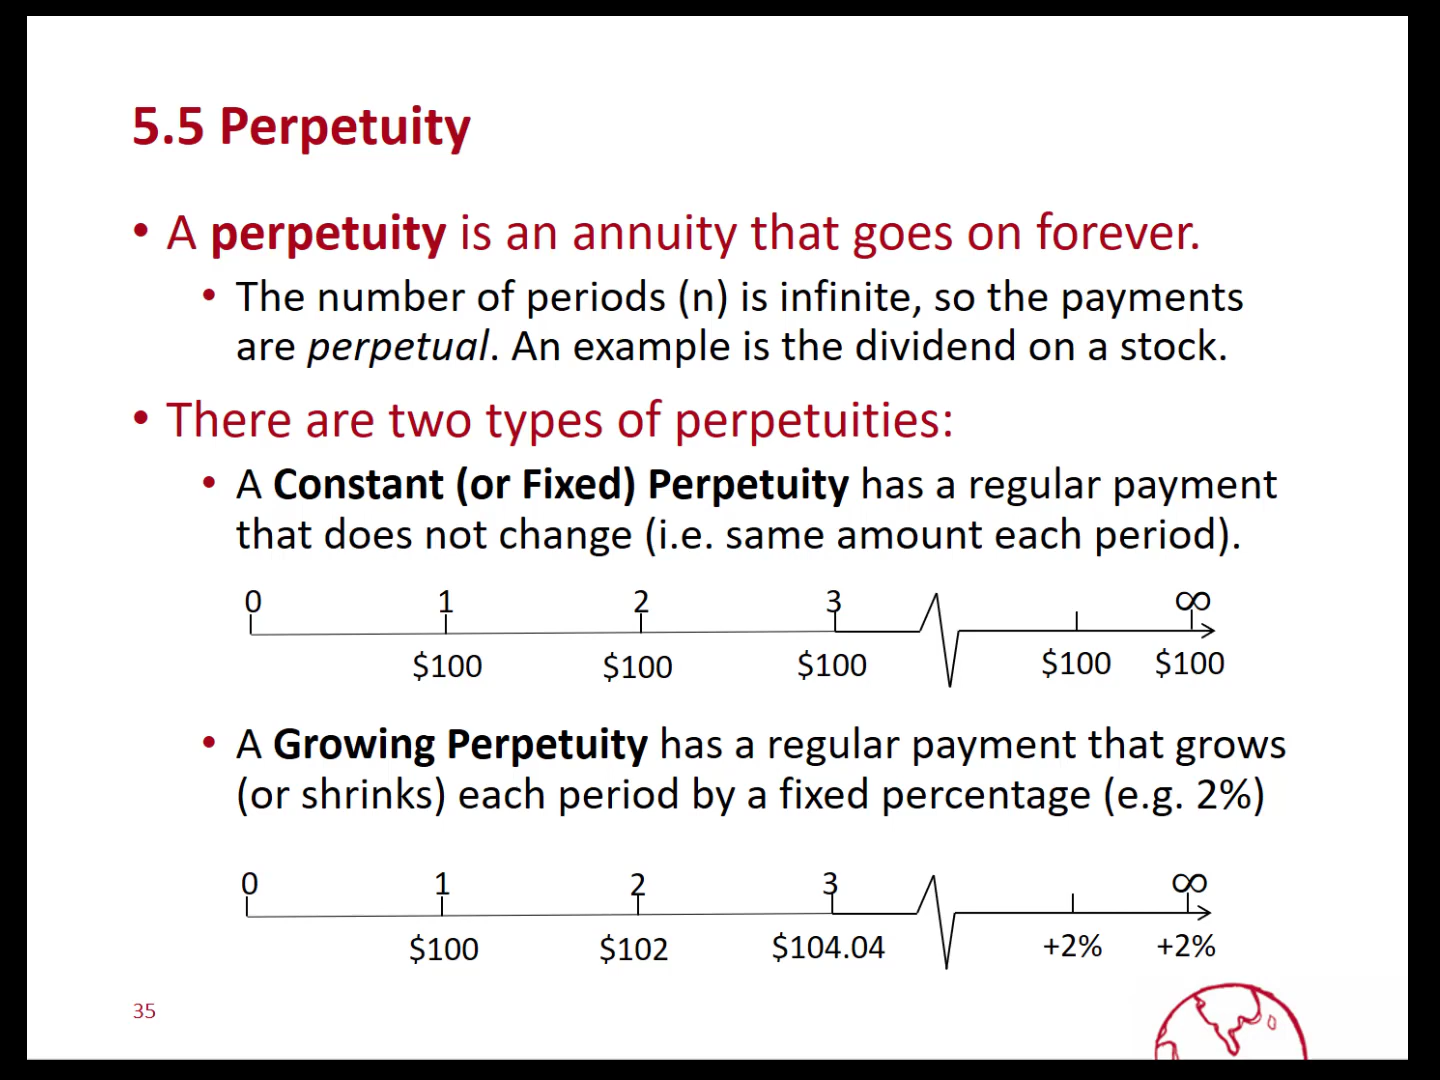 5.5 Perpetuity
• A perpetuity is an annuity that goes on forever.
• The number of periods (n) is infinite, so the payments
are perpetual. An example is the dividend on a stock.
• There are two types of perpetuities:
• A Constant (or Fixed) Perpetuity has a regular payment
that does not change (i.e. same amount each period).
0 1 2 3 ∞
$100 $100 $100 $100 $100
• A Growing Perpetuity has a regular payment that grows
(or shrinks) each period by a fixed percentage (e.g. 2%)
0 1 2 3 ∞
$100 $102 $104.04 +2% +2%
35